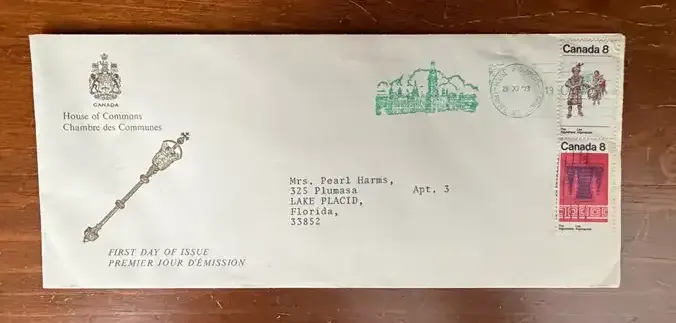 CANADA
House of Commons
Chambre des Communes
FIRST DAY OF ISSUE
PREMIER JOUR D'ÉMISSION
Mrs. Pearl Harms,
325 Plumasa Apt. 3
LAKE PLACID,
Florida,
33852
Canada 8
Canada 8